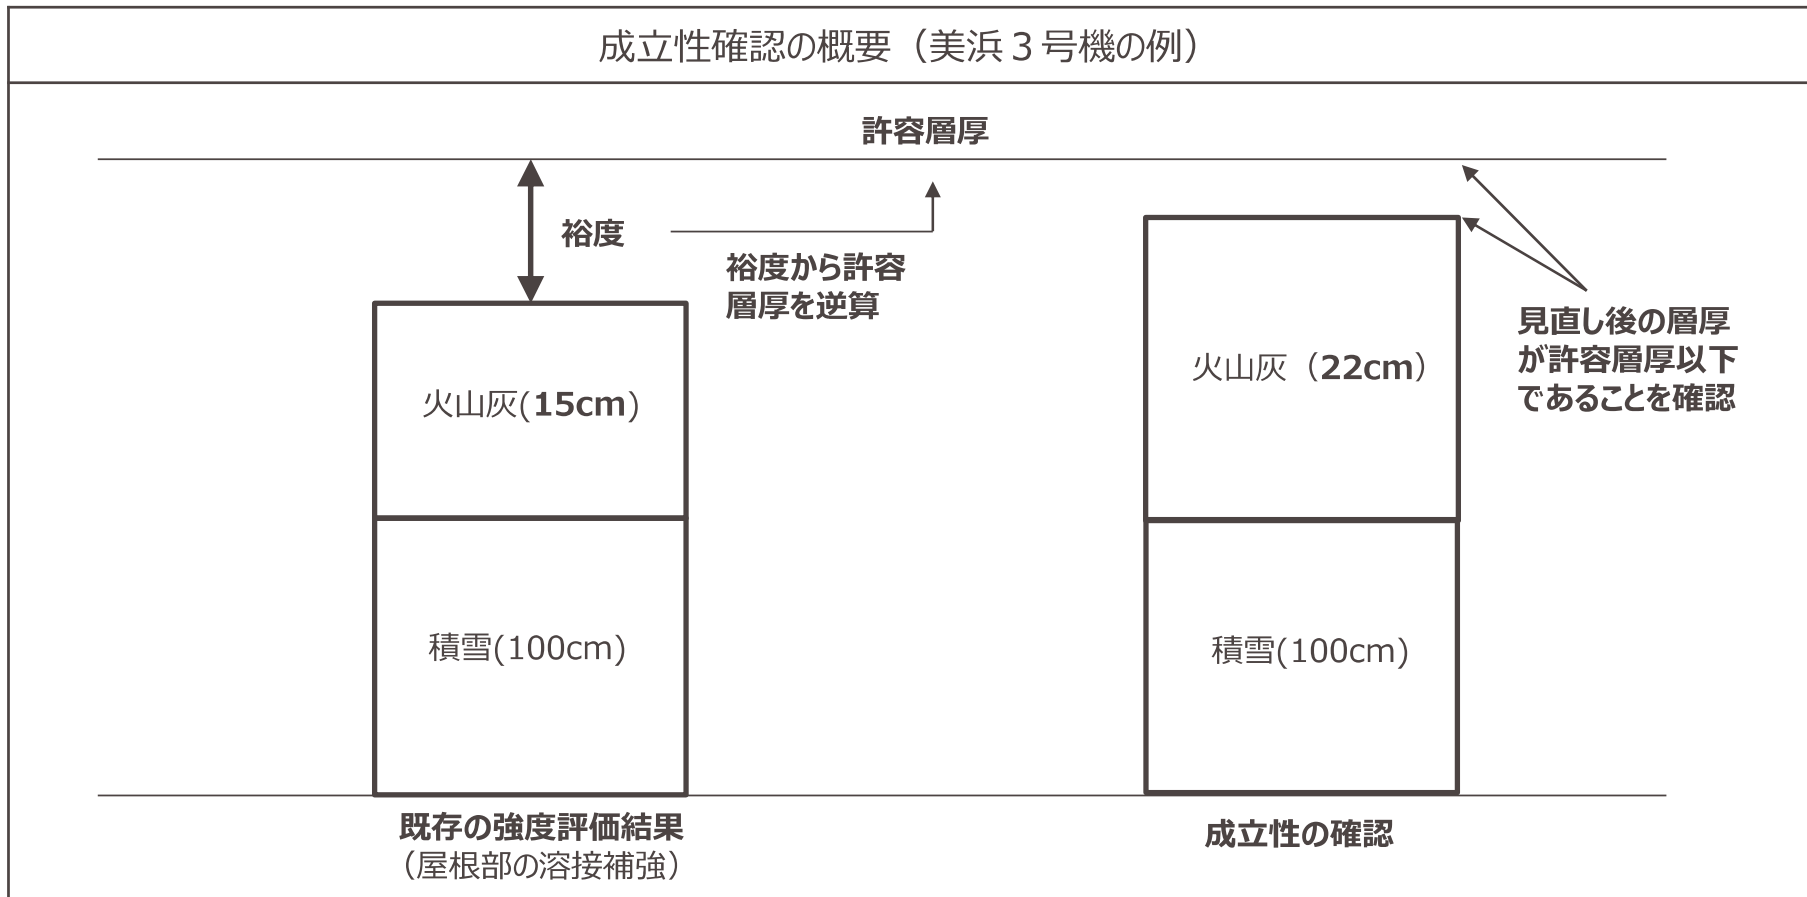 成立性確認の概要（美浜３号機の例）
許容層厚
裕度
裕度から許容
層厚を逆算
火山灰(15cm)
積雪(100cm)
既存の強度評価結果
（屋根部の溶接補強）
火山灰（22cm）
積雪(100cm)
成立性の確認
見直し後の層厚
が許容層厚以下
であることを確認